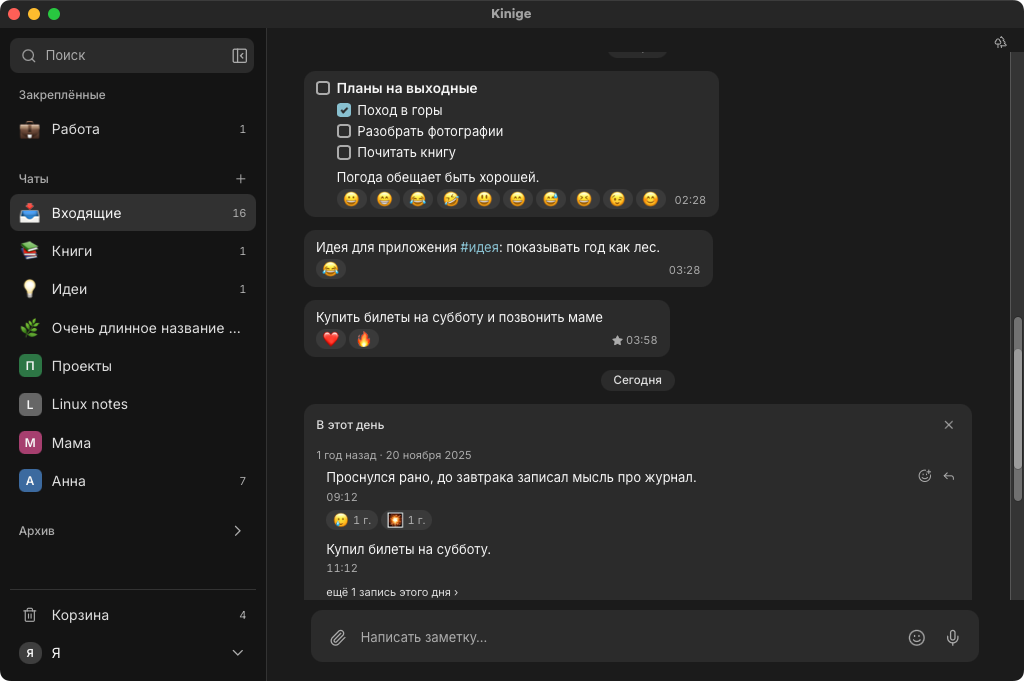 Kinige
Поиск
Закреплённые
Работа 1
Чаты
Входящие 16
Книги 1
Идеи 1
Очень длинное название ...
П Проекты
L Linux notes
М Мама
А Анна 7
Архив
Корзина 4
Я Я
Планы на выходные
Поход в горы
Разобрать фотографии
Почитать книгу
Погода обещает быть хорошей.
02:28
Идея для приложения #идея: показывать год как лес.
03:28
Купить билеты на субботу и позвонить маме
03:58
Сегодня
В этот день
1 год назад · 20 ноября 2025
Проснулся рано, до завтрака записал мысль про журнал.
09:12
1 г. 1 г.
Купил билеты на субботу.
11:12
ещё 1 запись этого дня ›
Написать заметку...